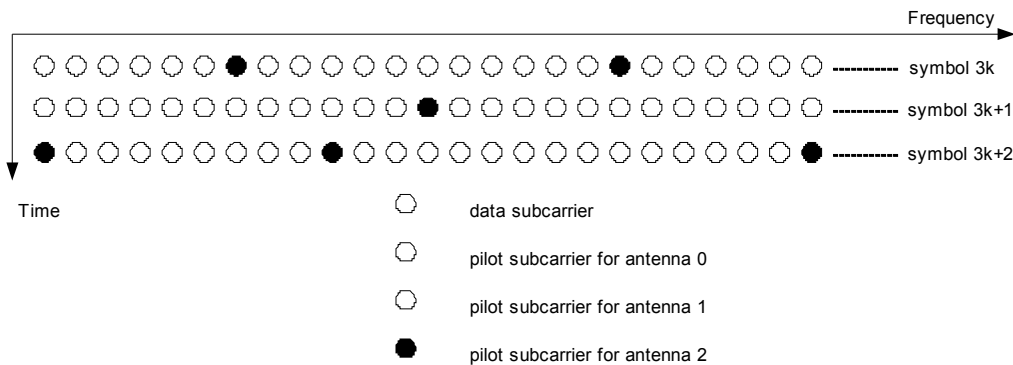 Frequency
symbol 3k
symbol 3k+1
symbol 3k+2
Time
data subcarrier
pilot subcarrier for antenna 0
pilot subcarrier for antenna 1
pilot subcarrier for antenna 2